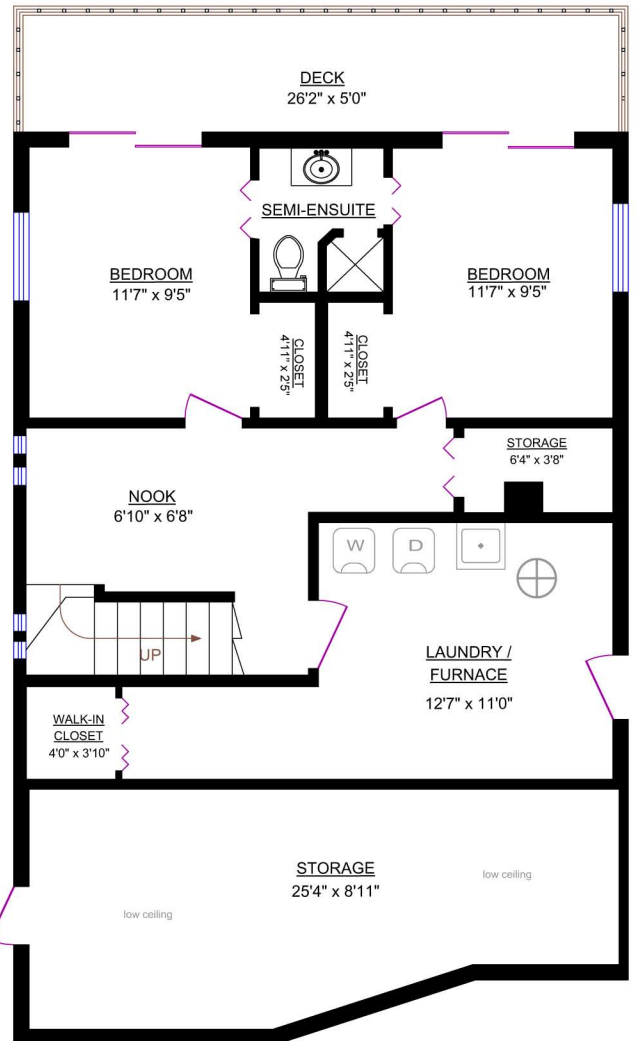 DECK
26'2" x 5'0"
SEMI-ENSUITE
BEDROOM
11'7" x 9'5"
BEDROOM
11'7" x 9'5"
CLOSET
4'11" x 2'5"
CLOSET
4'11" x 2'5"
STORAGE
6'4" x 3'8"
NOOK
6'10" x 6'8"
W
D
UP
LAUNDRY /
FURNACE
12'7" x 11'0"
WALK-IN
CLOSET
4'0" x 3'10"
STORAGE
25'4" x 8'11"
low ceiling
low ceiling